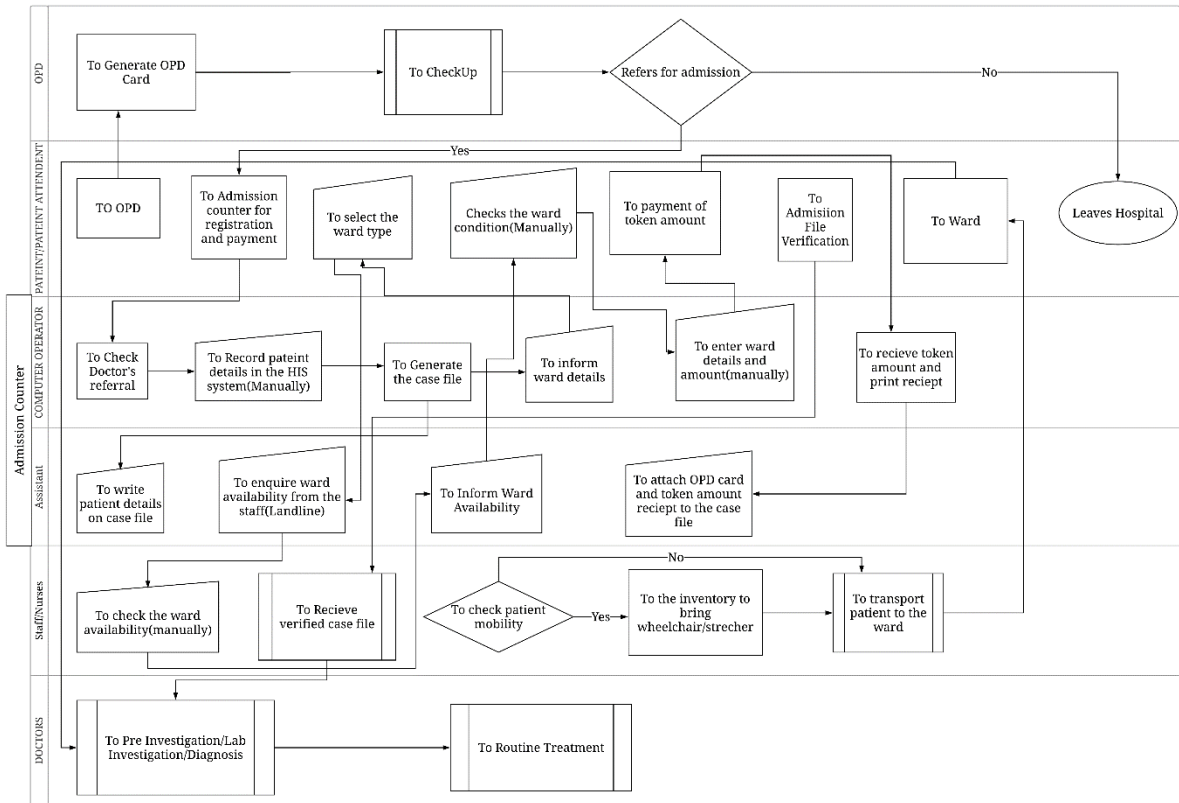 OPD
To Generate OPD
Card
To CheckUp
Refers for admission
No
Yes
PATEINT/PATEINT ATTENDENT
TO OPD
To Admission
counter for
registration
and payment
To select the
ward type
Checks the ward
condition(Manually)
To payment of
token amount
To
Admisiion
File
Verification
To Ward
Leaves Hospital
Admission Counter
COMPUTER OPERATOR
To Check
Doctor's
referral
To Record pateint
details in the HIS
system(Manually)
To Generate
the case file
To inform
ward details
To enter ward
details and
amount(manually)
To recieve token
amount and
print reciept
Assistant
To write
patient details
on case file
To enquire ward
availability from the
staff(Landline)
To Inform Ward
Availability
To attach OPD card
and token amount
reciept to the case
file
Staff/Nurses
To check the ward
availability(manually)
To Recieve
verified case file
To check patient
mobility
No
Yes
To the inventory to
bring
wheelchair/strecher
To transport
patient to the
ward
DOCTORS
To Pre Investigation/Lab
Investigation/Diagnosis
To Routine Treatment